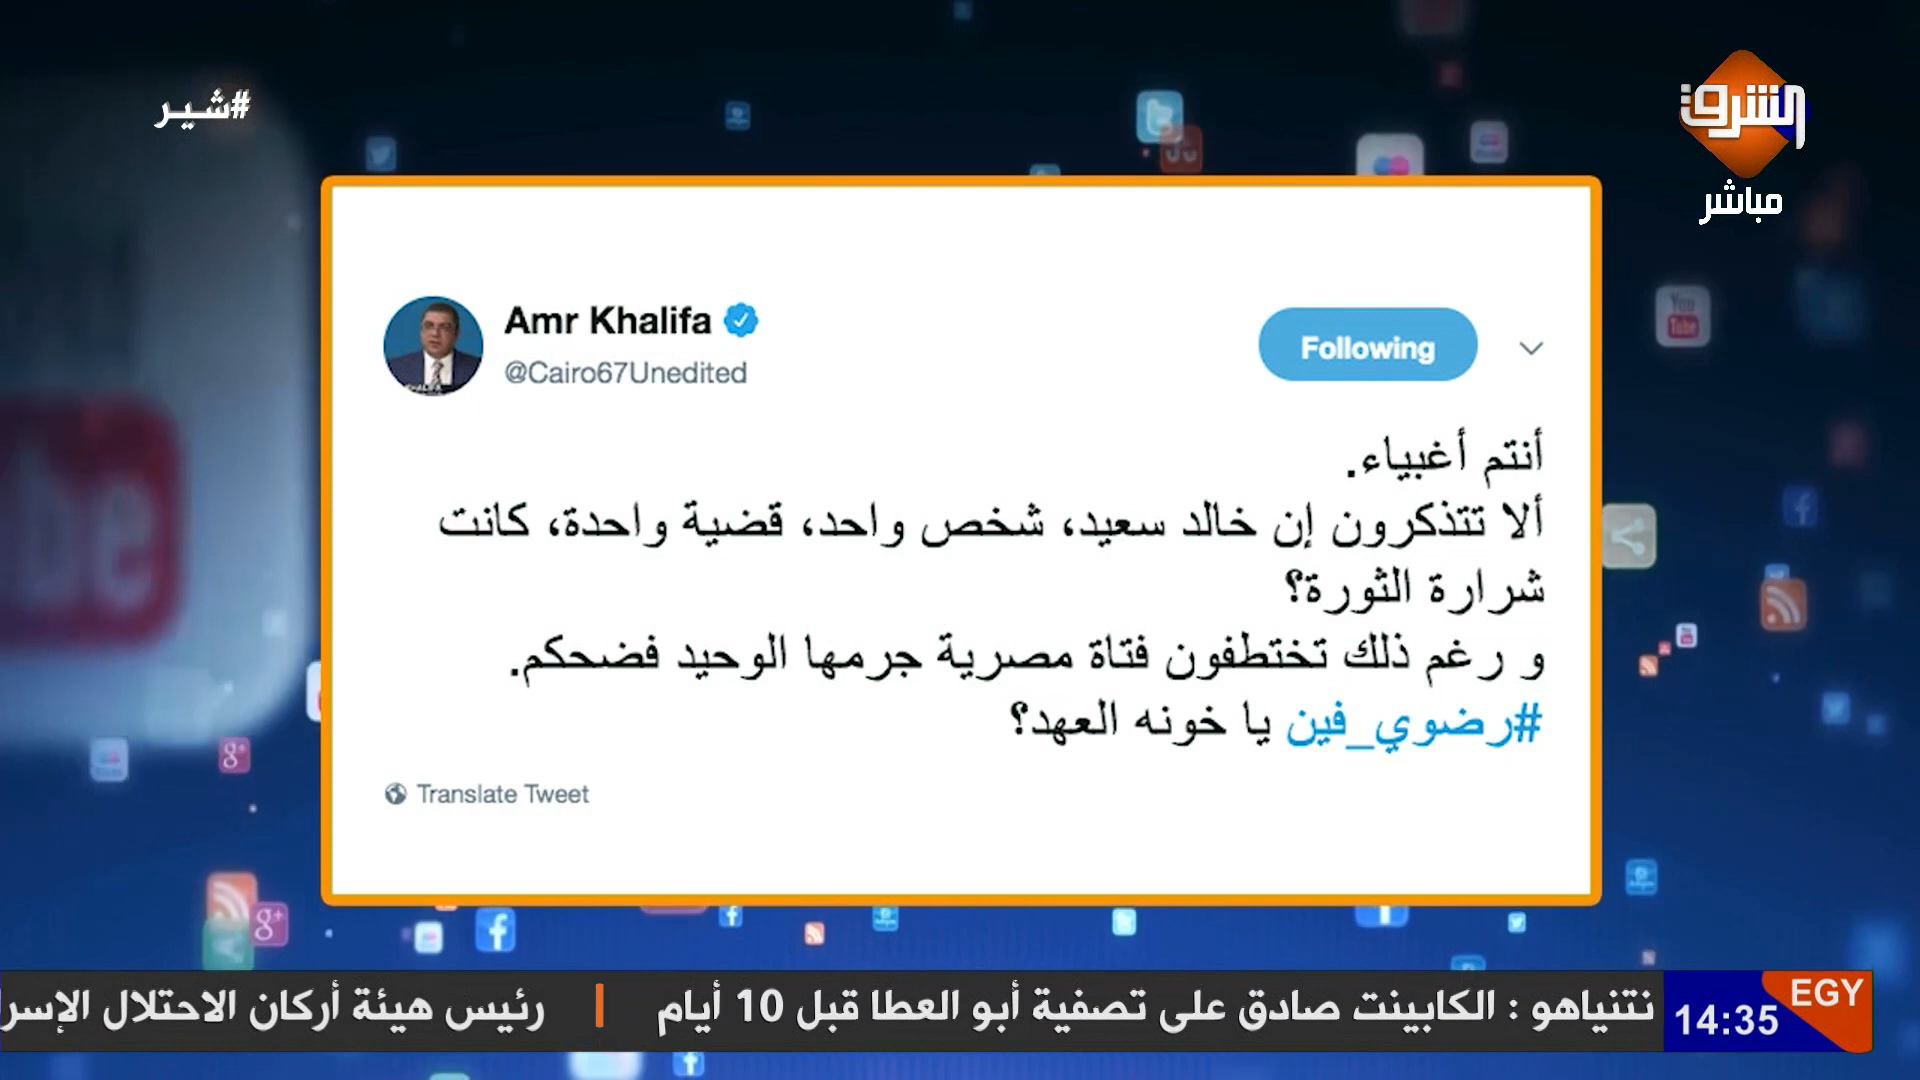 #شير
الشرق
مباشر
Amr Khalifa
@Cairo67Unedited
Following
أنتم أغبياء.
ألا تتذكرون إن خالد سعيد، شخص واحد، قضية واحدة، كانت
شرارة الثورة؟
و رغم ذلك تختطفون فتاة مصرية جرمها الوحيد فضحكم.
#رضوي_فين يا خونه العهد؟
Translate Tweet
EGY
14:35
نتنياهو : الكابينت صادق على تصفية أبو العطا قبل 10 أيام | رئيس هيئة أركان الاحتلال الإسر